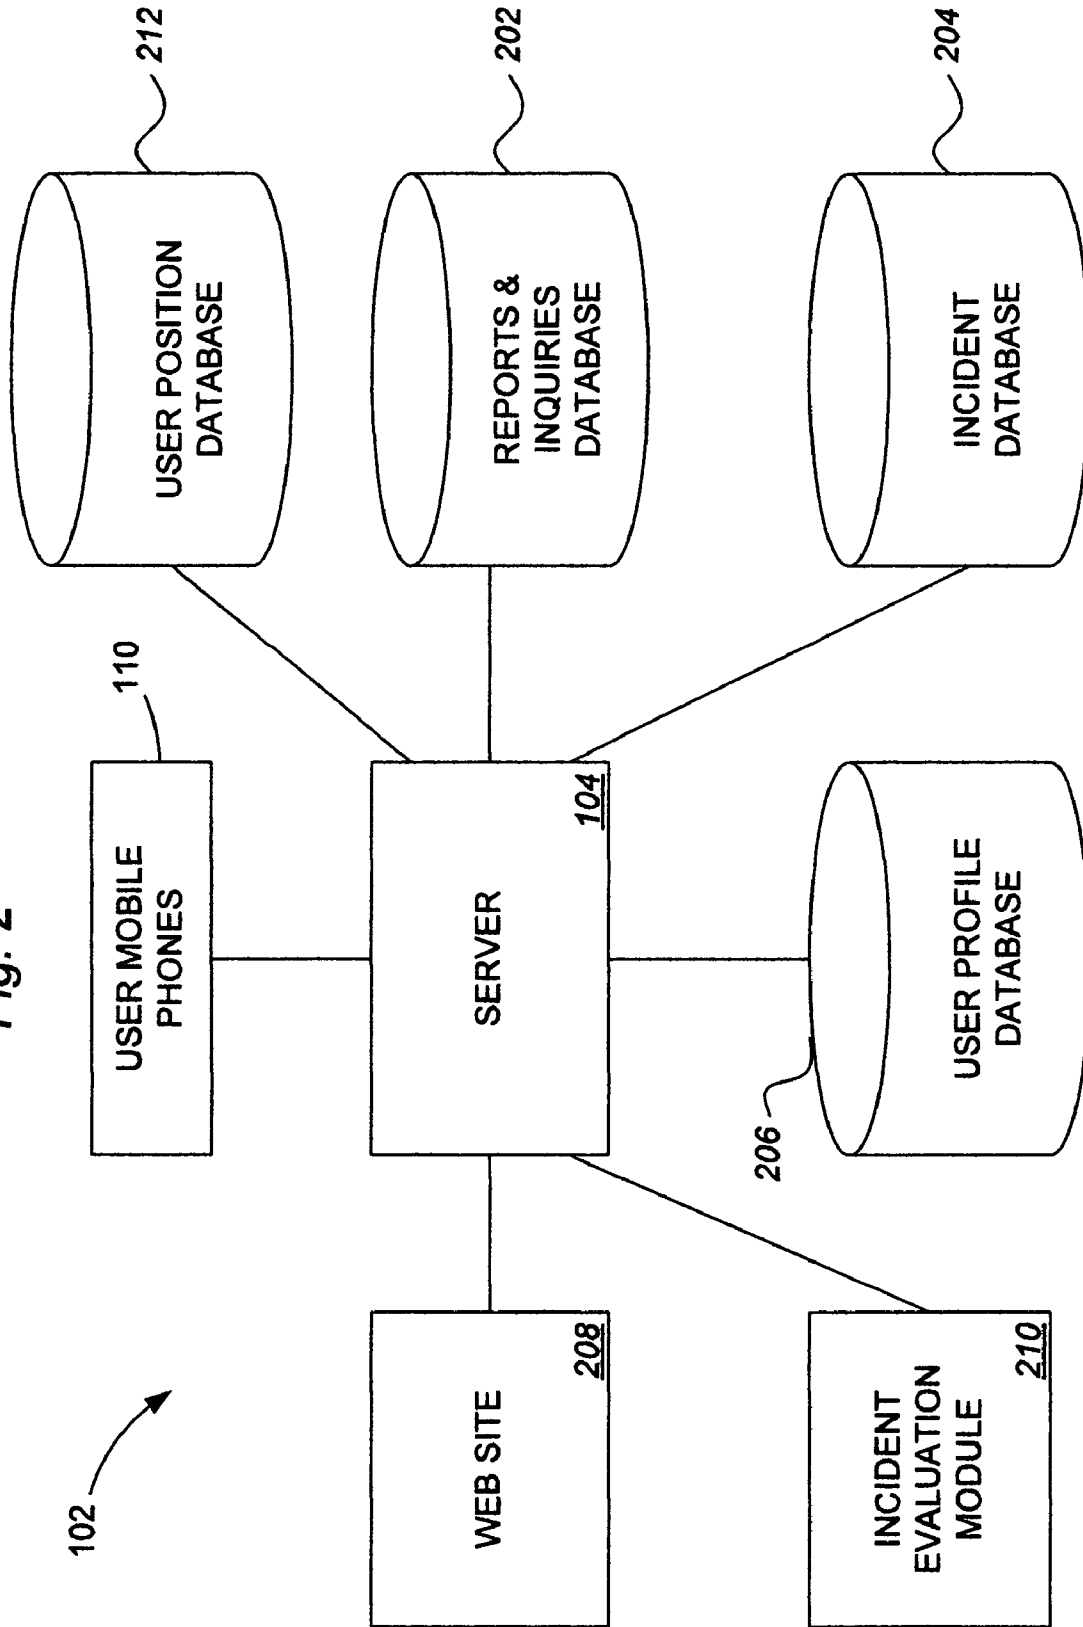 Fig. 2
102
USER MOBILE
PHONES
110
212
USER POSITION
DATABASE
WEB SITE
208
SERVER
104
REPORTS &
INQUIRIES
DATABASE
202
206
INCIDENT
EVALUATION
MODULE
210
USER PROFILE
DATABASE
INCIDENT
DATABASE
204